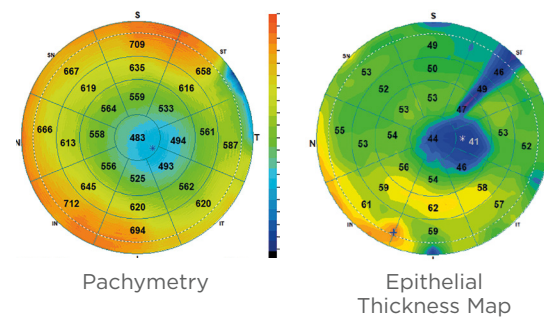 S S
SN ST SN ST
709 49
667 635 658 53 50 46
619 616 52 49
559 53 47
564 533 53
666 558 483 494 561 55 53 44 41 53
N 613 587 T N 52
556 493 56 46
525 54
645 562 59 58
712 620 620 61 62 57
694 59
IN IT IN IT
Pachymetry Epithelial
Thickness Map